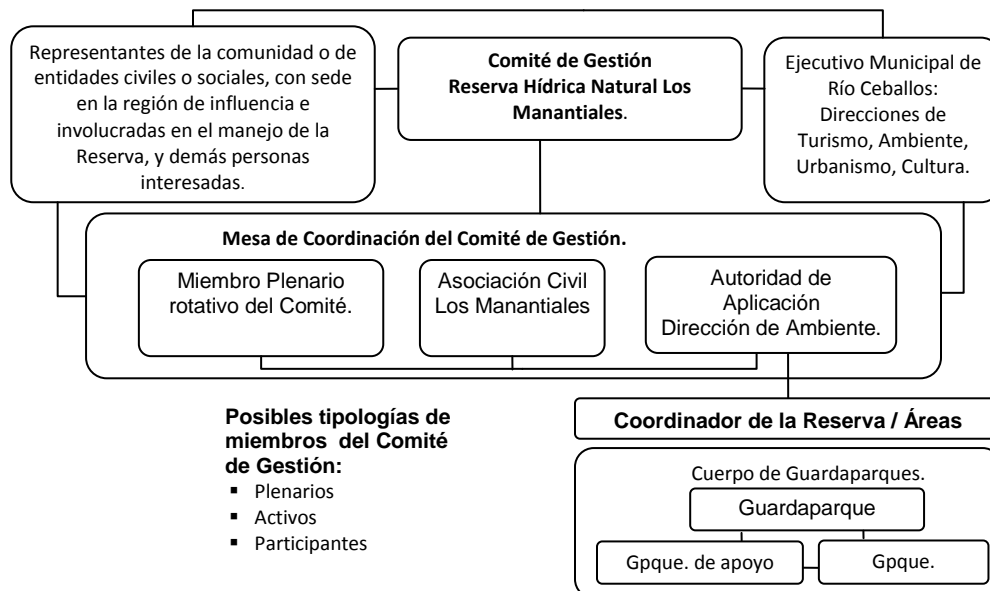 Representantes de la comunidad o de
entidades civiles o sociales, con sede
en la región de influencia e
involucradas en el manejo de la
Reserva, y demás personas
interesadas.
Comité de Gestión
Reserva Hídrica Natural Los
Manantiales.
Ejecutivo Municipal de
Río Ceballos:
Direcciones de
Turismo, Ambiente,
Urbanismo, Cultura.
Mesa de Coordinación del Comité de Gestión.
Miembro Plenario
rotativo del Comité.
Asociación Civil
Los Manantiales
Autoridad de
Aplicación
Dirección de Ambiente.
Posibles tipologías de
miembros del Comité
de Gestión:
▪ Plenarios
▪ Activos
▪ Participantes
Coordinador de la Reserva / Áreas
Cuerpo de Guardaparques.
Guardaparque
Gpque. de apoyo
Gpque.